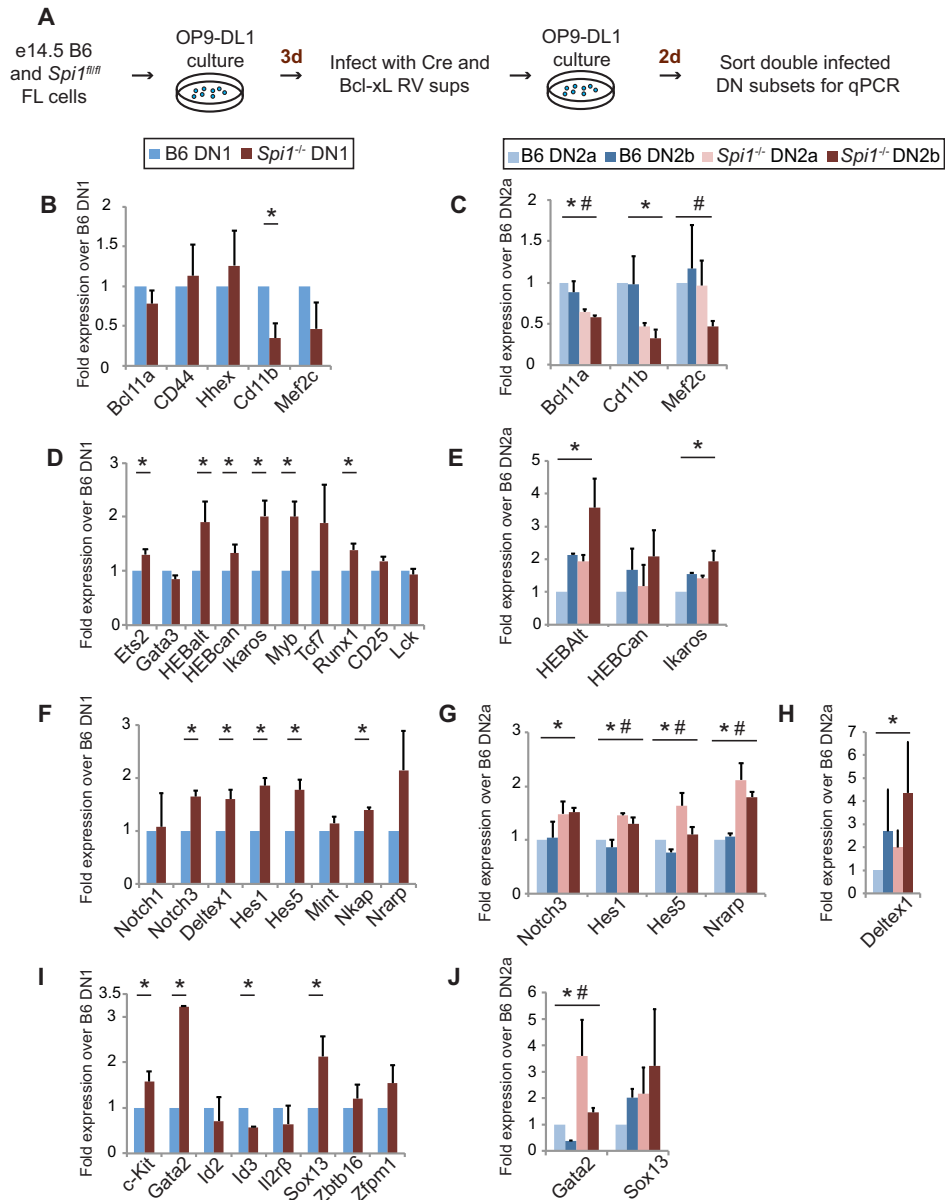 A
e14.5 B6
and Spi1fl/fl
FL cells
OP9-DL1
culture
3d
Infect with Cre and
Bcl-xL RV sups
OP9-DL1
culture
2d
Sort double infected
DN subsets for qPCR
B6 DN1 Spi1-/- DN1
B6 DN2a B6 DN2b Spi1-/- DN2a Spi1-/- DN2b
B
Fold expression over B6 DN1
2
1.5
1
0.5
0
*
Bcl11a CD44 Hhex Cd11b Mef2c
C
Fold expression over B6 DN2a
2
1.5
1
0.5
0
* # * #
Bcl11a Cd11b Mef2c
D
Fold expression over B6 DN1
3
2
1
0
* * * * * *
Ets2 Gata3 HEBalt HEBcan Ikaros Myb Tcf7 Runx1 CD25 Lck
E
Fold expression over B6 DN2a
5
4
3
2
1
0
* *
HEBAlt HEBCan Ikaros
F
Fold expression over B6 DN1
3
2
1
0
* * * * *
Notch1 Notch3 Deltex1 Hes1 Hes5 Mint Nkap Nrarp
G
Fold expression over B6 DN2a
3
2
1
0
* * # * # * #
Notch3 Hes1 Hes5 Nrarp
H
Fold expression over B6 DN2a
7
6
5
4
3
2
1
0
*
Deltex1
I
Fold expression over B6 DN1
3.5
3
2
1
0
* * * *
c-Kit Gata2 Id2 Id3 Il2rβ Sox13 Zbtb16 Zfpm1
J
Fold expression over B6 DN2a
6
5
4
3
2
1
0
* #
Gata2 Sox13